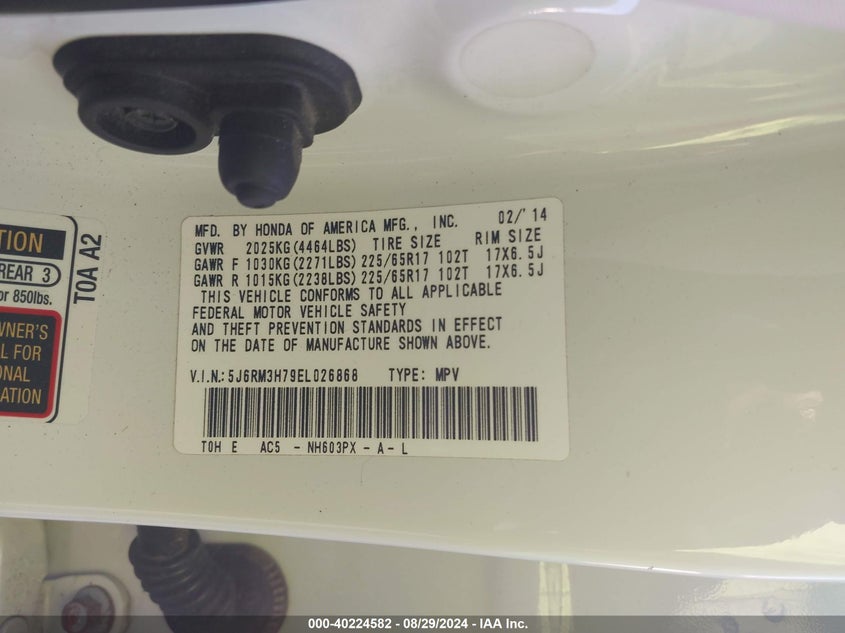 TION
REAR 3
or 850lbs.
WNER'S
L FOR
ONAL
ATION
TOA A2
MFD. BY HONDA OF AMERICA MFG., INC. 02/'14
GVWR 2025KG(4464LBS) TIRE SIZE RIM SIZE
GAWR F 1030KG(2271LBS) 225/65R17 102T 17X6.5J
GAWR R 1015KG(2238LBS) 225/65R17 102T 17X6.5J
THIS VEHICLE CONFORMS TO ALL APPLICABLE
FEDERAL MOTOR VEHICLE SAFETY
AND THEFT PREVENTION STANDARDS IN EFFECT
ON THE DATE OF MANUFACTURE SHOWN ABOVE.
V.I.N.: 5J6RM3H79EL026868 TYPE: MPV
TOH E AC5 - NH603PX - A - L
000-40224582 - 08/29/2024 - IAA Inc.